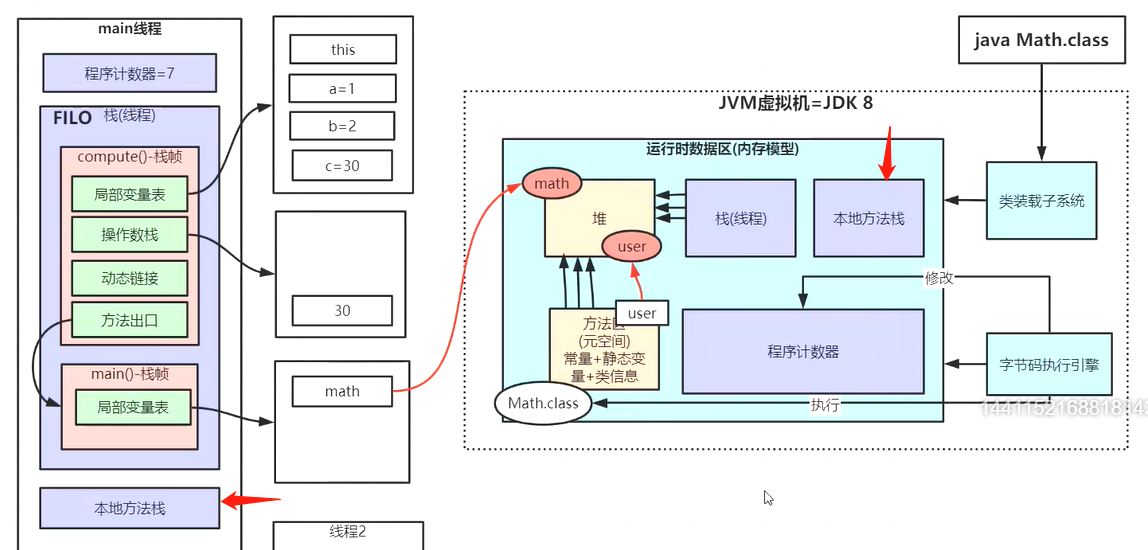 main线程
程序计数器=7
FILO 栈(线程)
compute()-栈帧
局部变量表
操作数栈
动态链接
方法出口
main()-栈帧
局部变量表
本地方法栈
this
a=1
b=2
c=30
30
math
线程2
java Math.class
JVM虚拟机=JDK 8
运行时数据区(内存模型)
math
堆
user
栈(线程)
本地方法栈
类装载子系统
修改
user
方法区
(元空间)
常量+静态变
量+类信息
程序计数器
字节码执行引擎
Math.class
执行